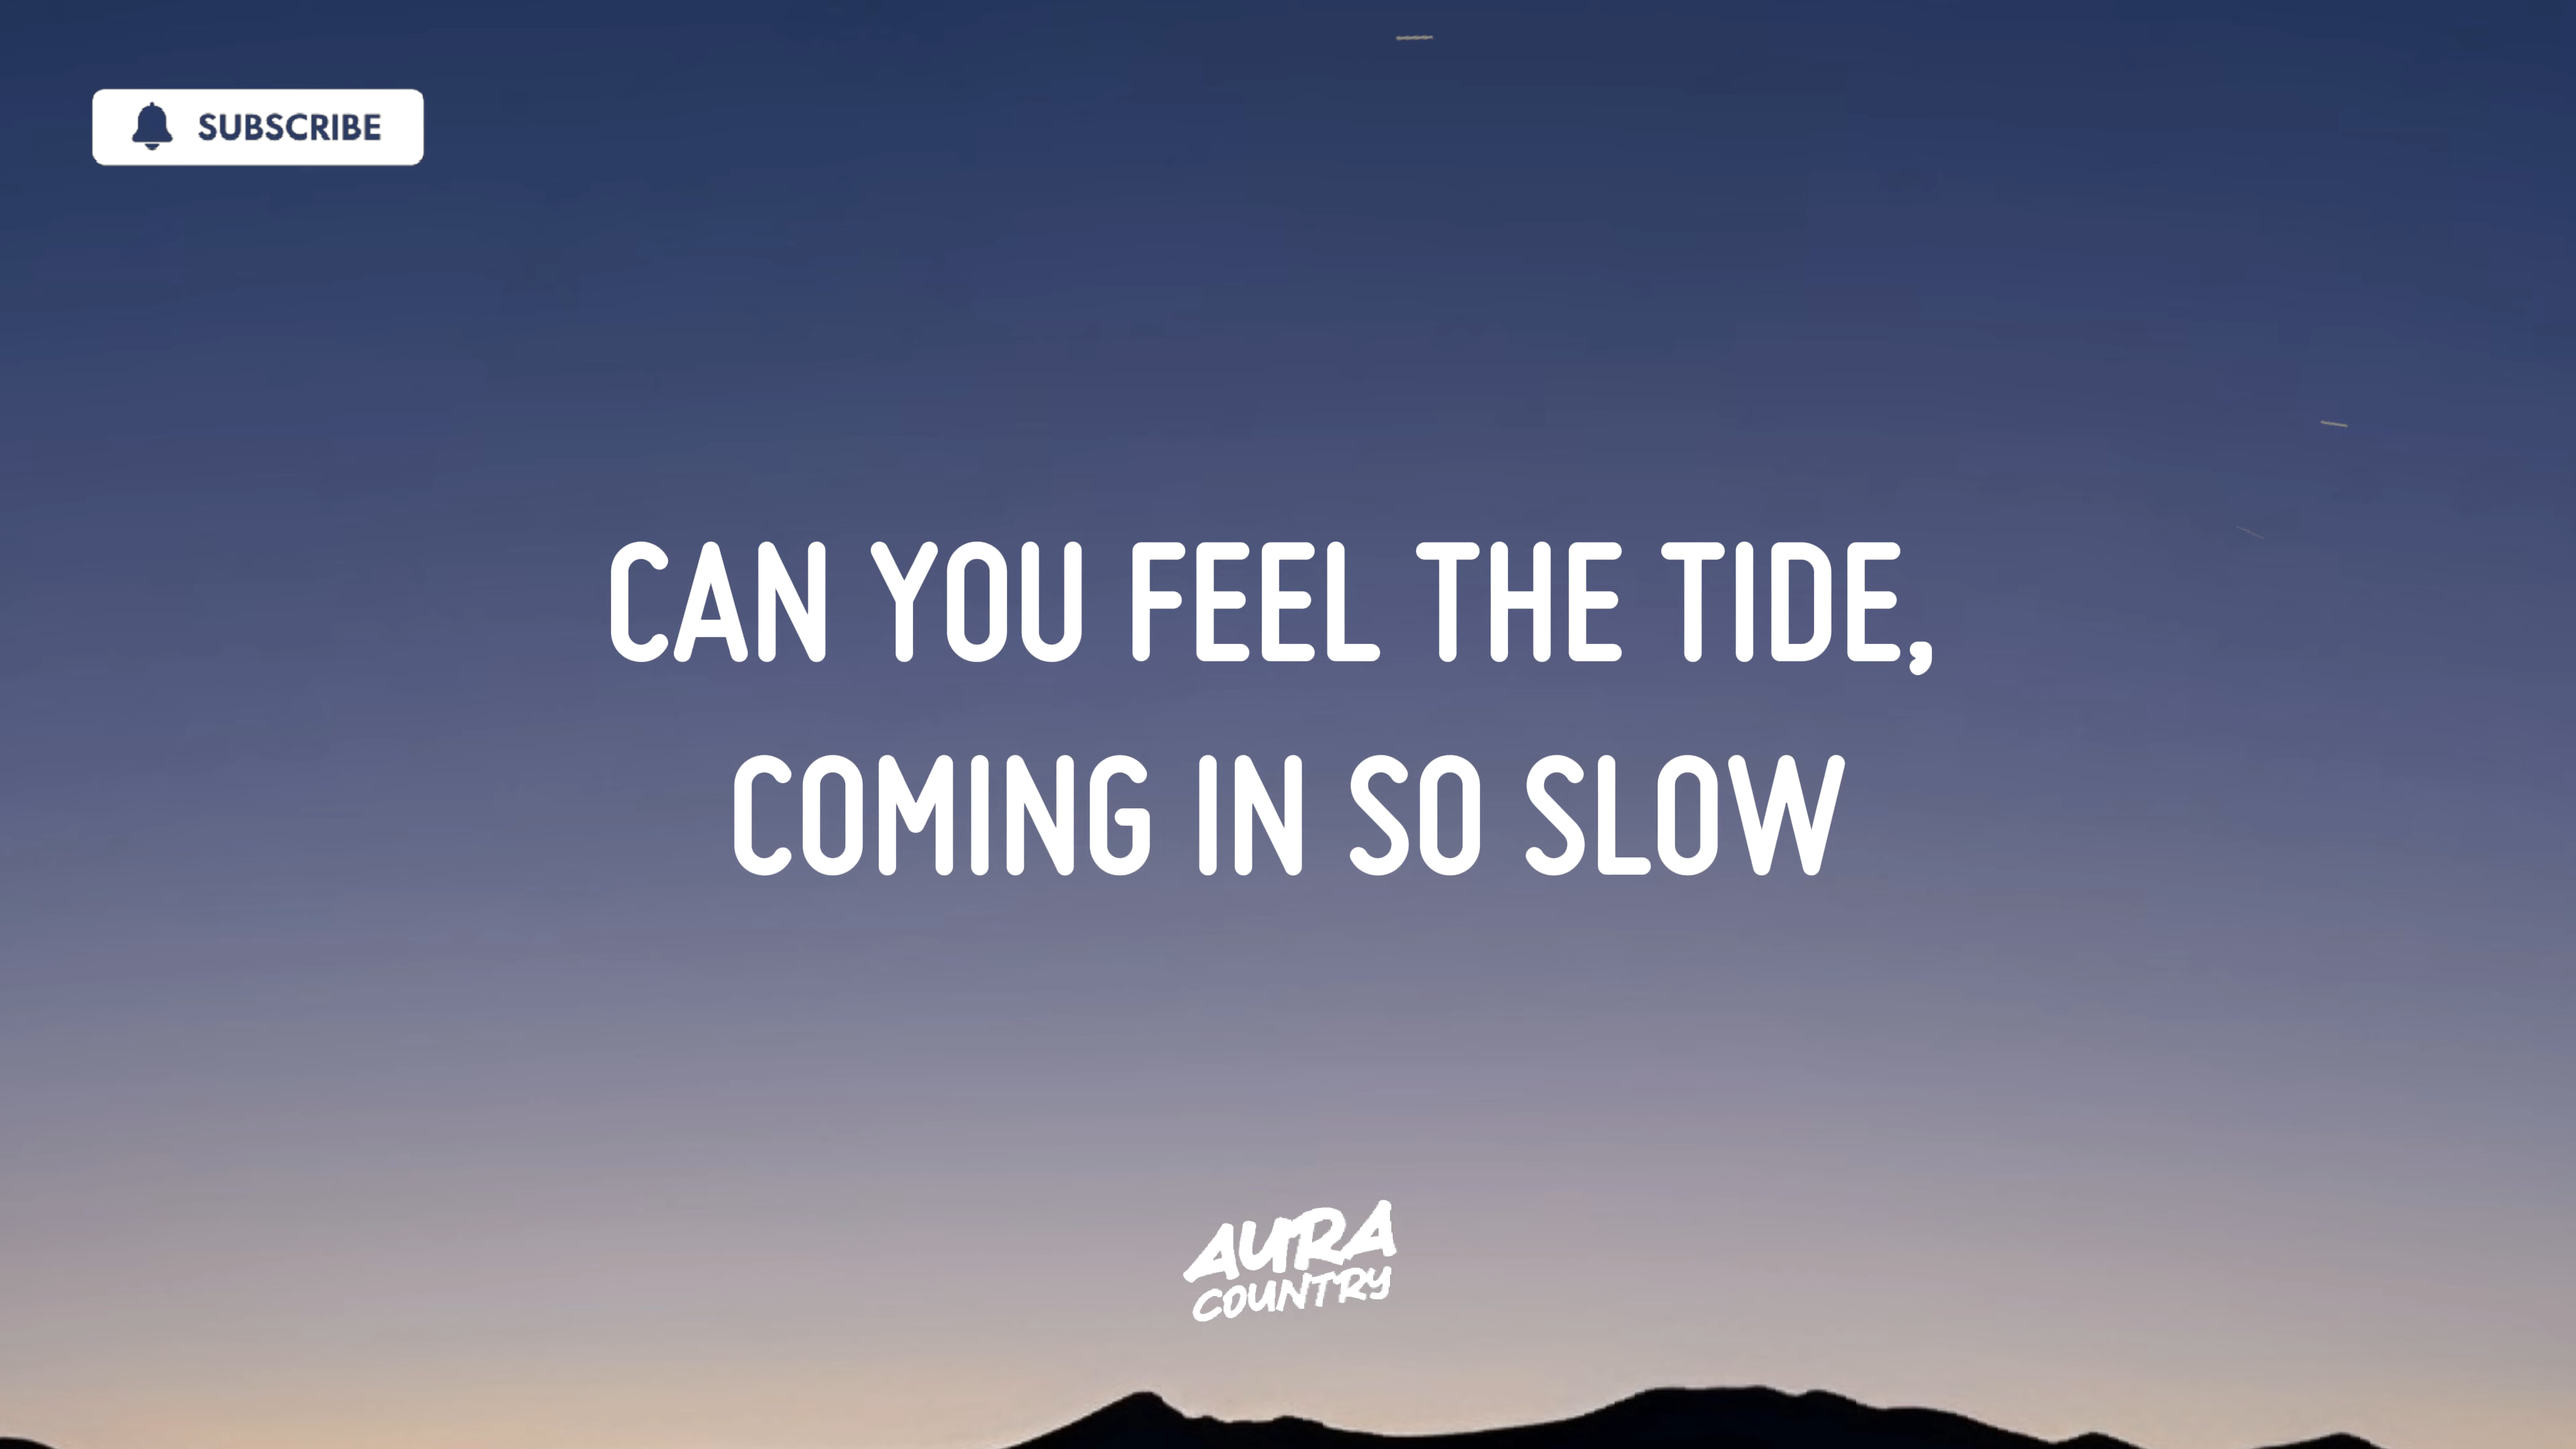 SUBSCRIBE
CAN YOU FEEL THE TIDE,
COMING IN SO SLOW
AURA
COUNTRY